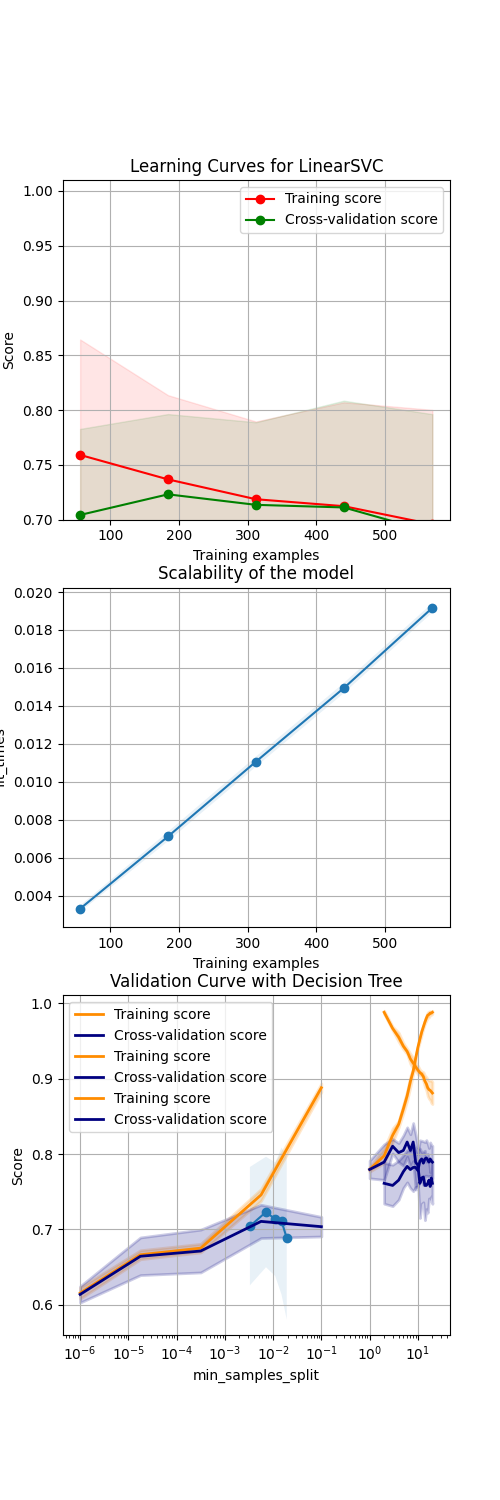 Learning Curves for LinearSVC
1.00
0.95
0.90
0.85
0.80
0.75
0.70
Score
Training score
Cross-validation score
100 200 300 400 500
Training examples
Scalability of the model
0.020
0.018
0.016
0.014
0.012
0.010
0.008
0.006
0.004
100 200 300 400 500
Training examples
Validation Curve with Decision Tree
1.0
0.9
0.8
0.7
0.6
Score
Training score
Cross-validation score
Training score
Cross-validation score
Training score
Cross-validation score
10⁻⁶ 10⁻⁵ 10⁻⁴ 10⁻³ 10⁻² 10⁻¹ 10⁰ 10¹
min_samples_split